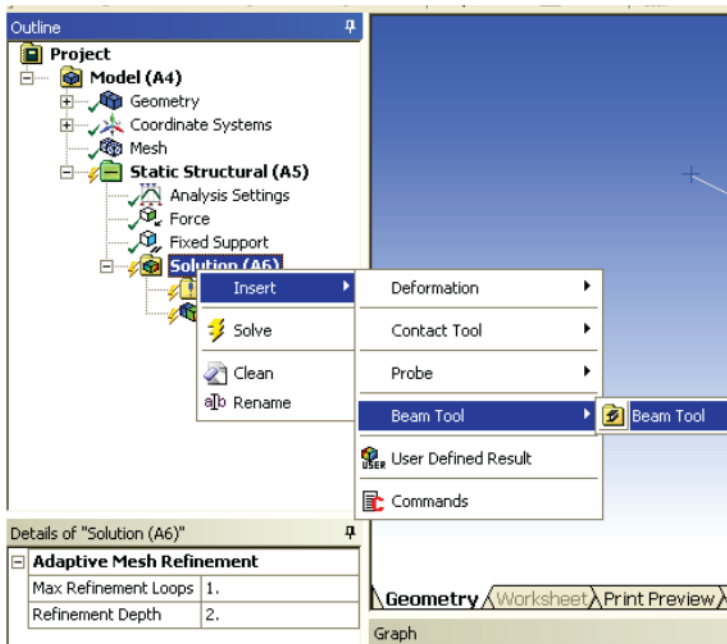 Outline
Project
Model (A4)
Geometry
Coordinate Systems
Mesh
Static Structural (A5)
Analysis Settings
Force
Fixed Support
Solution (A6)
Insert
Solve
Clean
Rename
Deformation
Contact Tool
Probe
Beam Tool
Beam Tool
USER User Defined Result
Commands
Details of "Solution (A6)"
Adaptive Mesh Refinement
Max Refinement Loops 1.
Refinement Depth 2.
Geometry Worksheet Print Preview
Graph